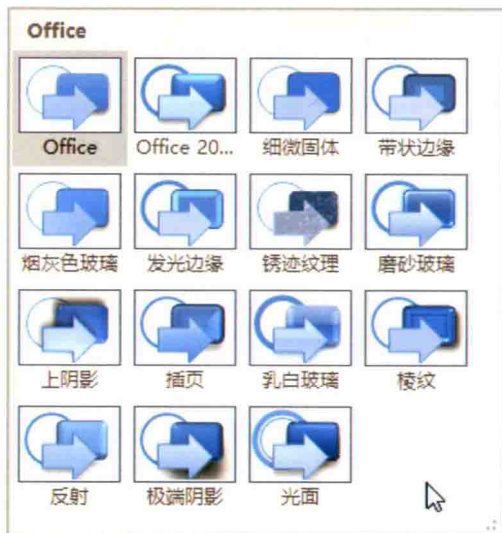 Office
Office Office 20... 细微固体 带状边缘
烟灰色玻璃 发光边缘 锈迹纹理 磨砂玻璃
上阴影 插页 乳白玻璃 棱纹
反射 极端阴影 光面